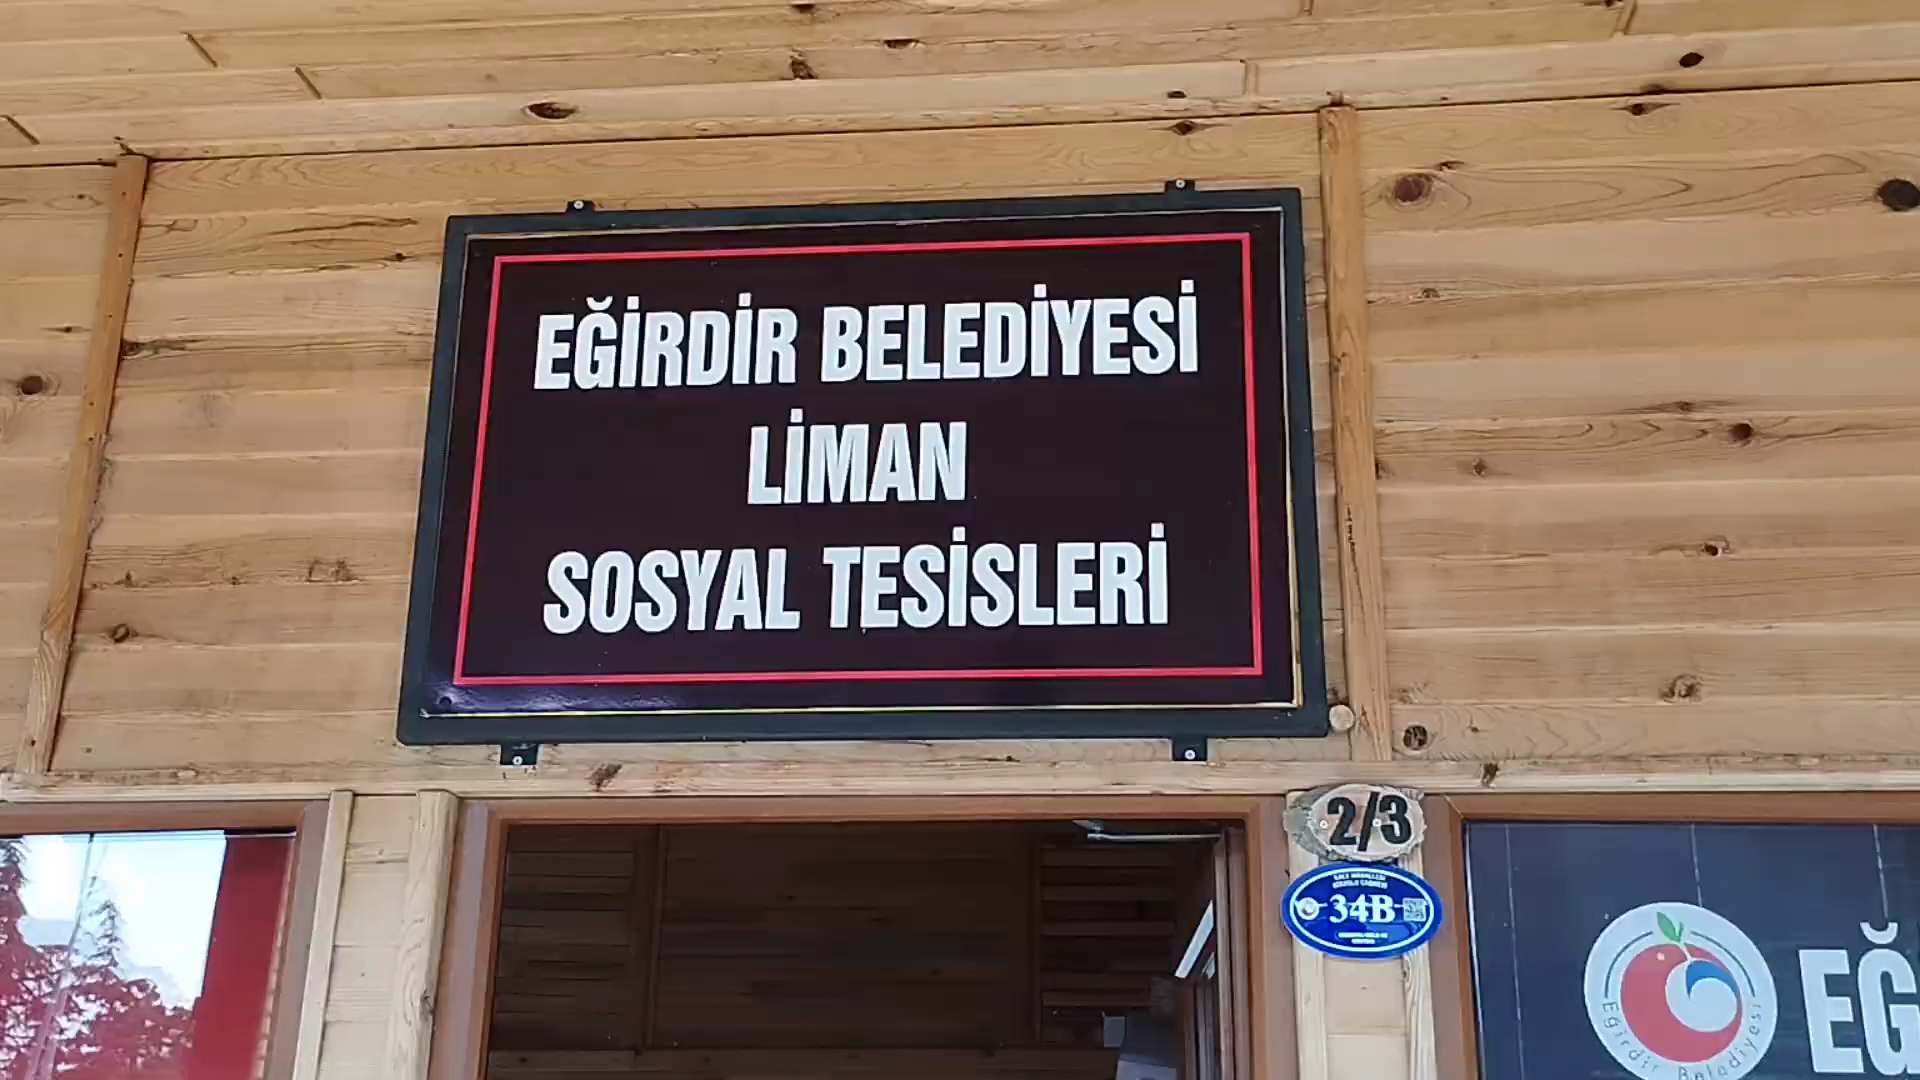 EĞİRDİR BELEDİYESİ
LİMAN
SOSYAL TESİSLERİ
2/3
34B
EĞ
Eğirdir Belediyesi